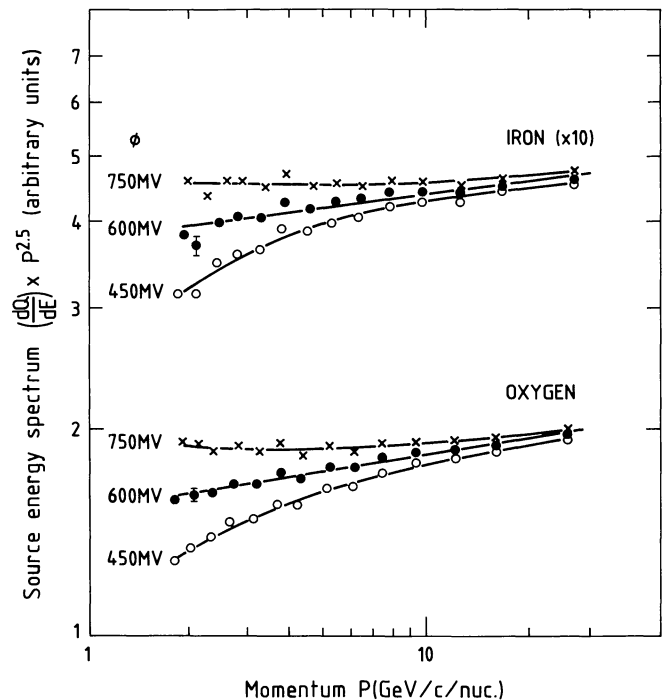 Source energy spectrum (dQ/dE) x P^2.5 (arbitrary units)
7
6
5
4
3
2
1
ϕ
IRON (x10)
750MV
600MV
450MV
OXYGEN
750MV
600MV
450MV
1
10
Momentum P(GeV/c/nuc.)